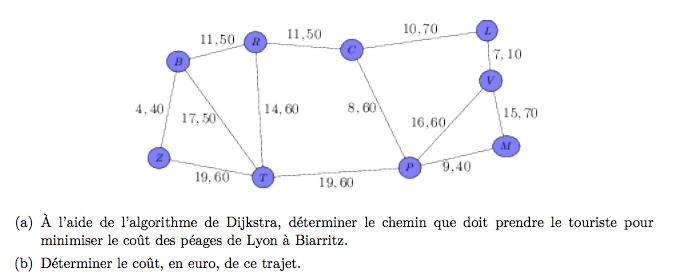 10,70
L
11,50
R
11,50
C
7,10
B
V
4,40
17,50
14,60
8,60
16,60
15,70
M
Z
19,60
T
19,60
P
9,40
(a) À l'aide de l'algorithme de Dijkstra, déterminer le chemin que doit prendre le touriste pour
minimiser le coût des péages de Lyon à Biarritz.
(b) Déterminer le coût, en euro, de ce trajet.